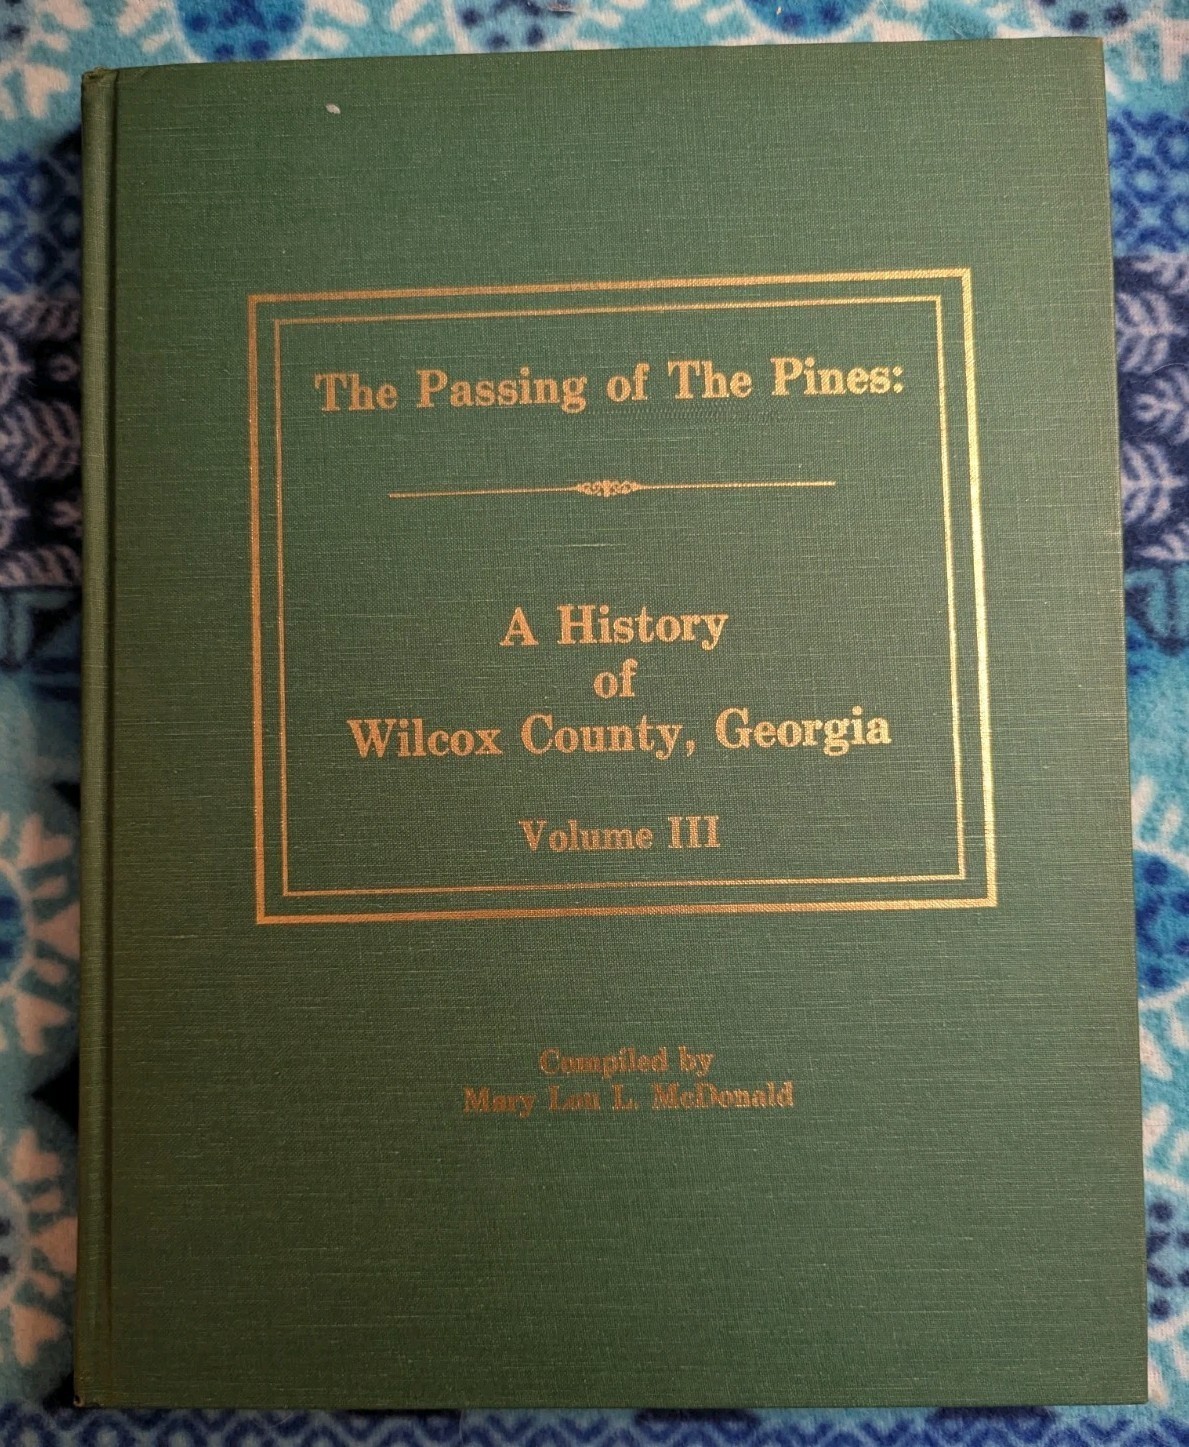 The Passing of The Pines:
A History
of
Wilcox County, Georgia
Volume III
Compiled by
Mary Lou L. McDonald